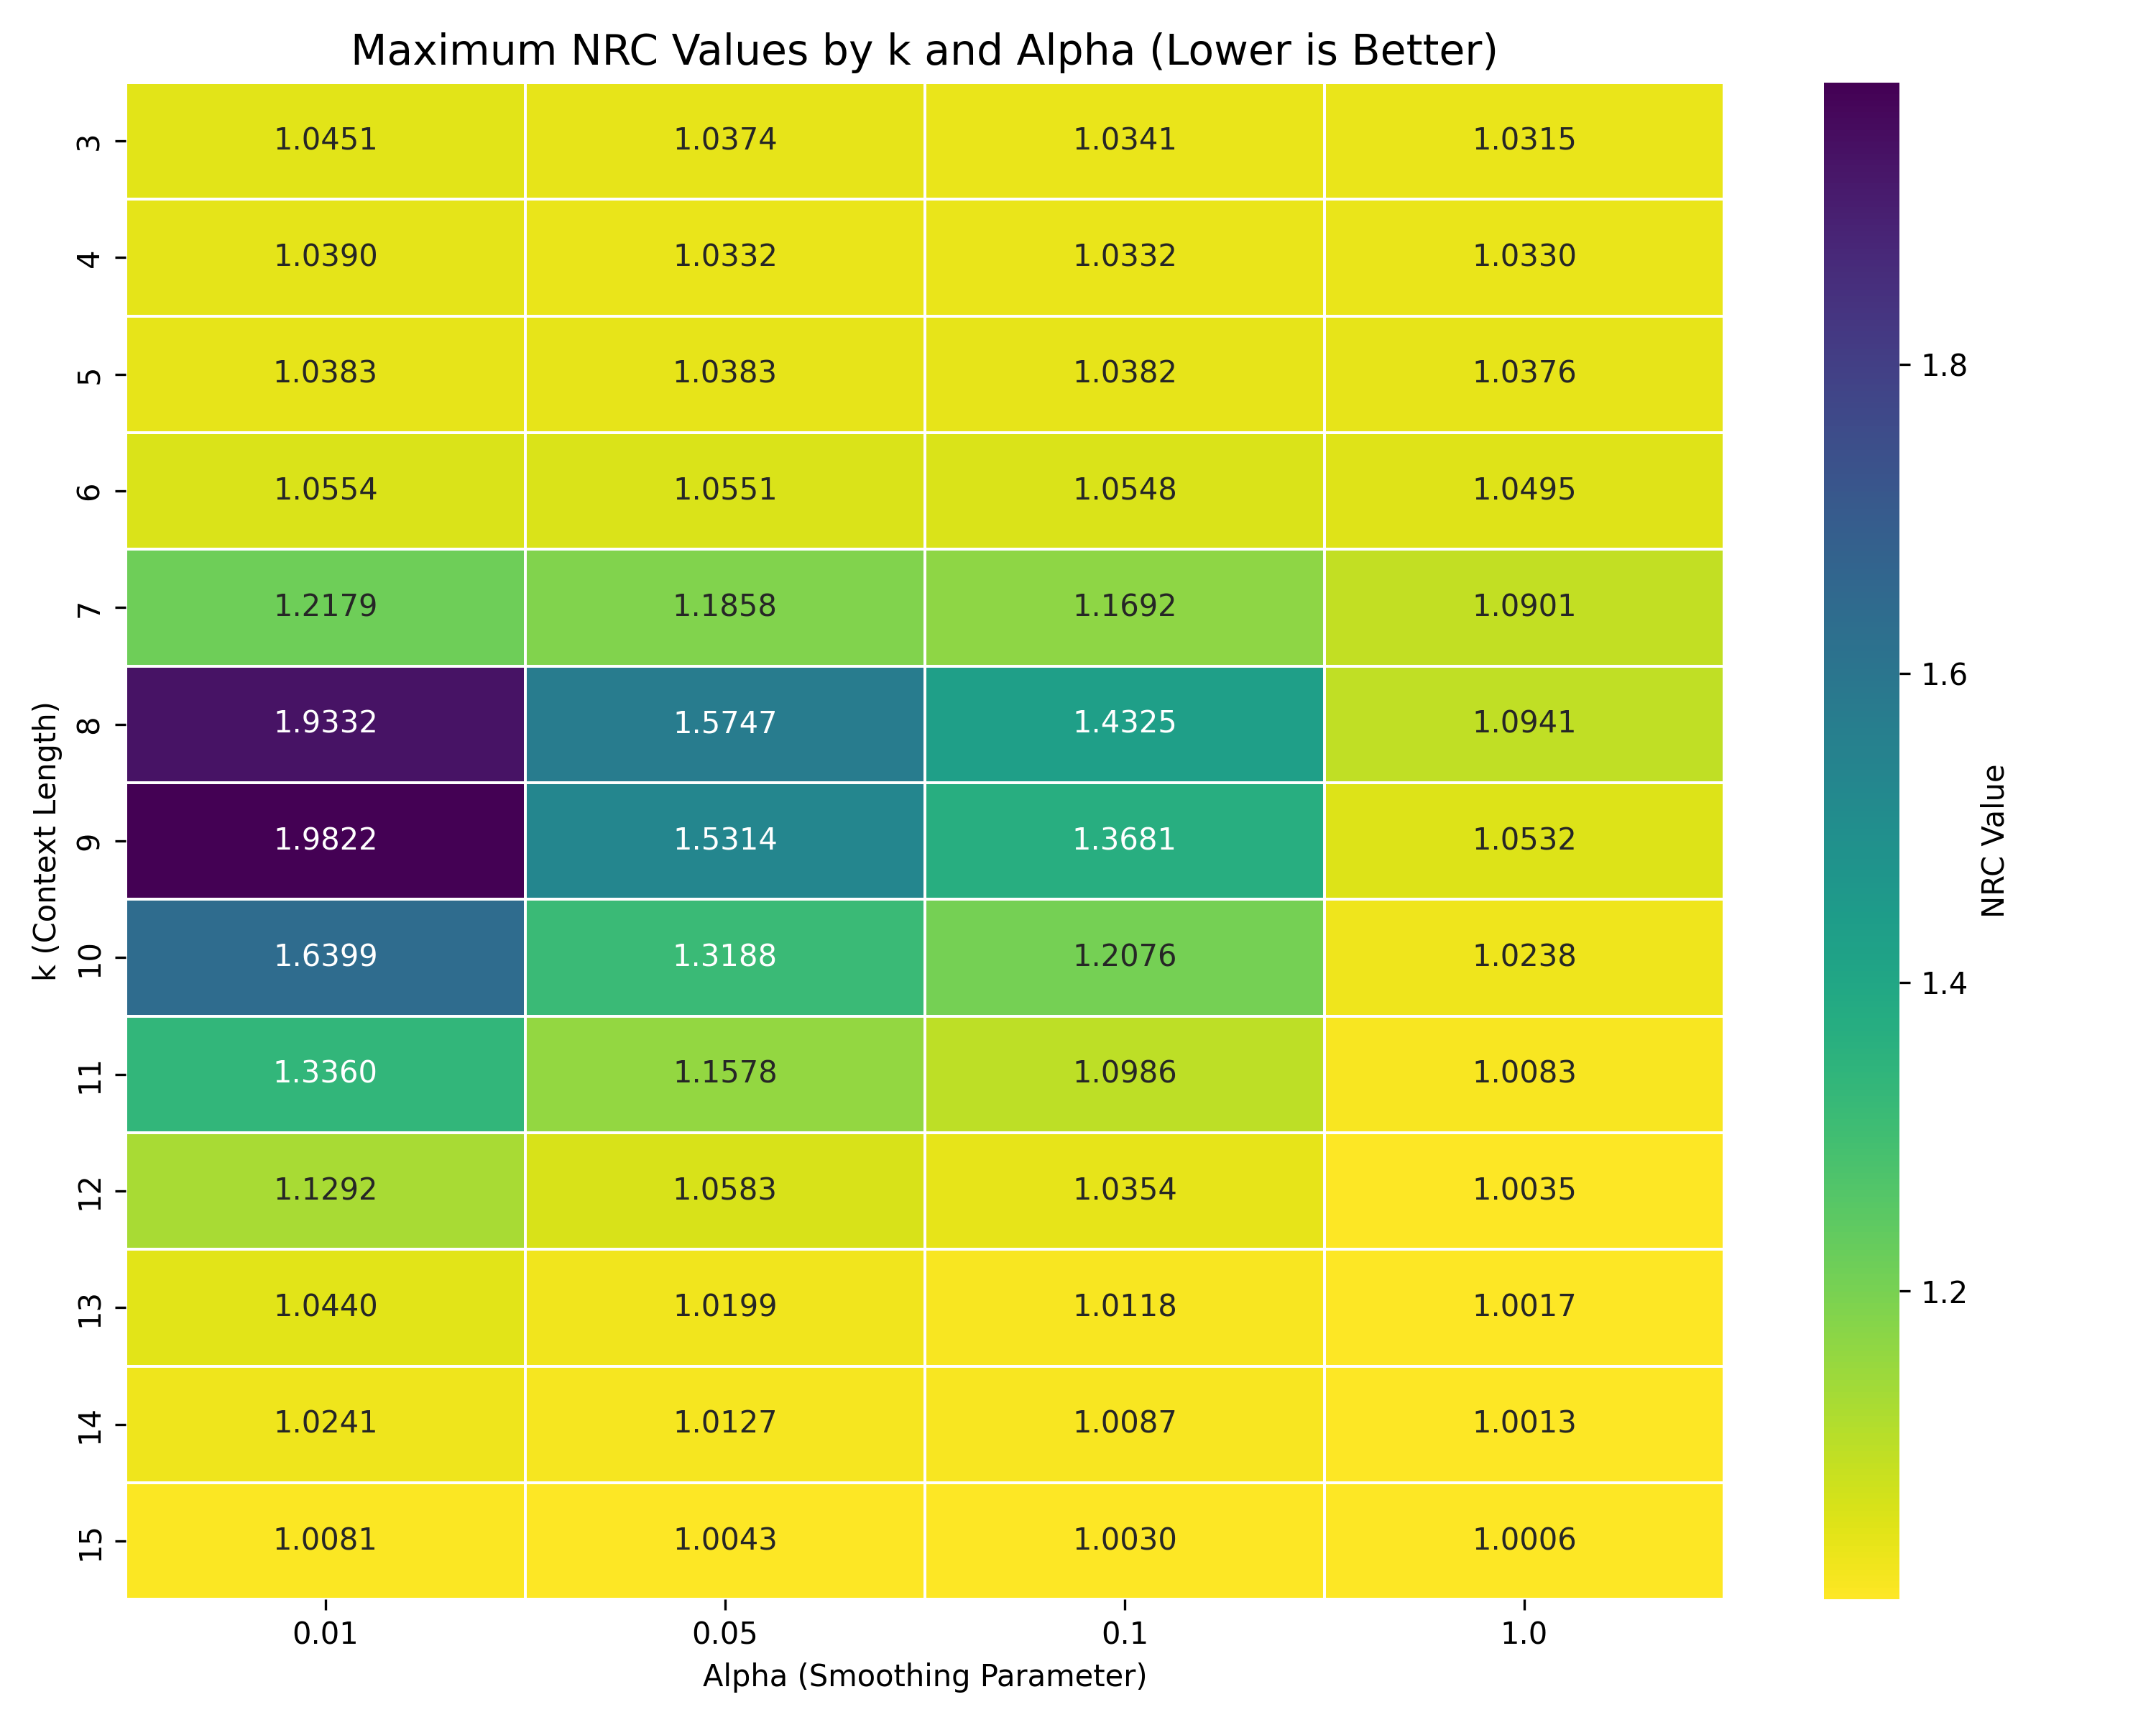 Maximum NRC Values by k and Alpha (Lower is Better)
3 1.0451 1.0374 1.0341 1.0315
4 1.0390 1.0332 1.0332 1.0330
5 1.0383 1.0383 1.0382 1.0376
6 1.0554 1.0551 1.0548 1.0495
7 1.2179 1.1858 1.1692 1.0901
8 1.9332 1.5747 1.4325 1.0941
9 1.9822 1.5314 1.3681 1.0532
10 1.6399 1.3188 1.2076 1.0238
11 1.3360 1.1578 1.0986 1.0083
12 1.1292 1.0583 1.0354 1.0035
13 1.0440 1.0199 1.0118 1.0017
14 1.0241 1.0127 1.0087 1.0013
15 1.0081 1.0043 1.0030 1.0006
0.01 0.05 0.1 1.0
Alpha (Smoothing Parameter)
k (Context Length)
1.8
1.6
1.4
1.2
NRC Value